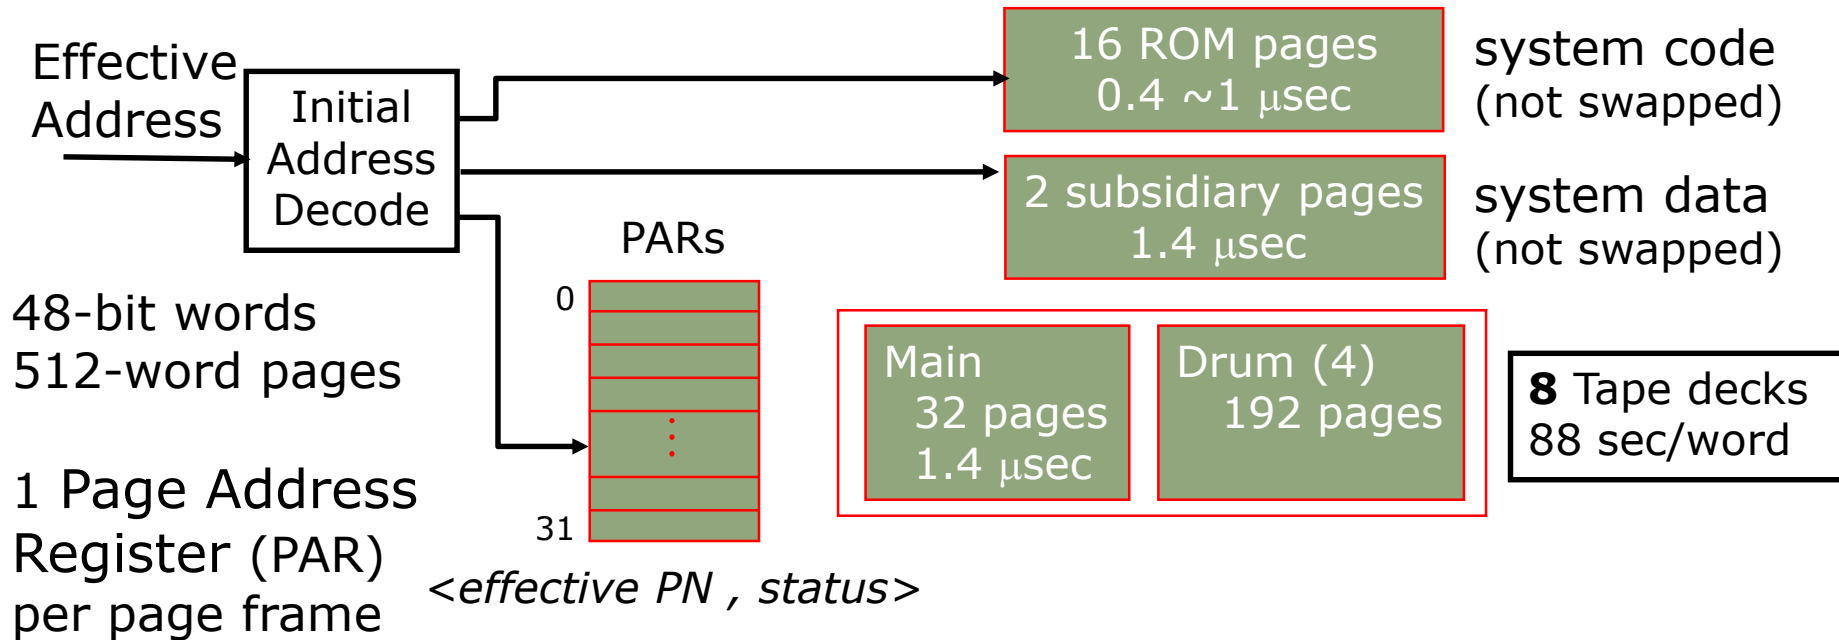 Effective
Address
Initial
Address
Decode
16 ROM pages
0.4 ~1 μsec
system code
(not swapped)
2 subsidiary pages
1.4 μsec
system data
(not swapped)
PARs
0
31
<effective PN , status>
48-bit words
512-word pages
1 Page Address
Register (PAR)
per page frame
Main
32 pages
1.4 μsec
Drum (4)
192 pages
8 Tape decks
88 sec/word